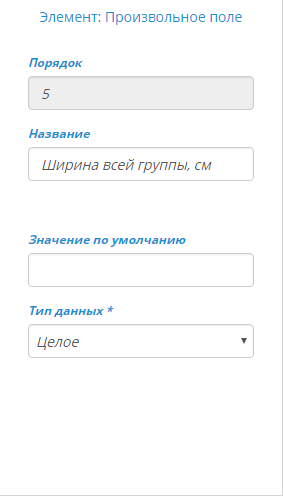 Элемент: Произвольное поле
Порядок
5
Название
Ширина всей группы, см
Значение по умолчанию
Тип данных *
Целое